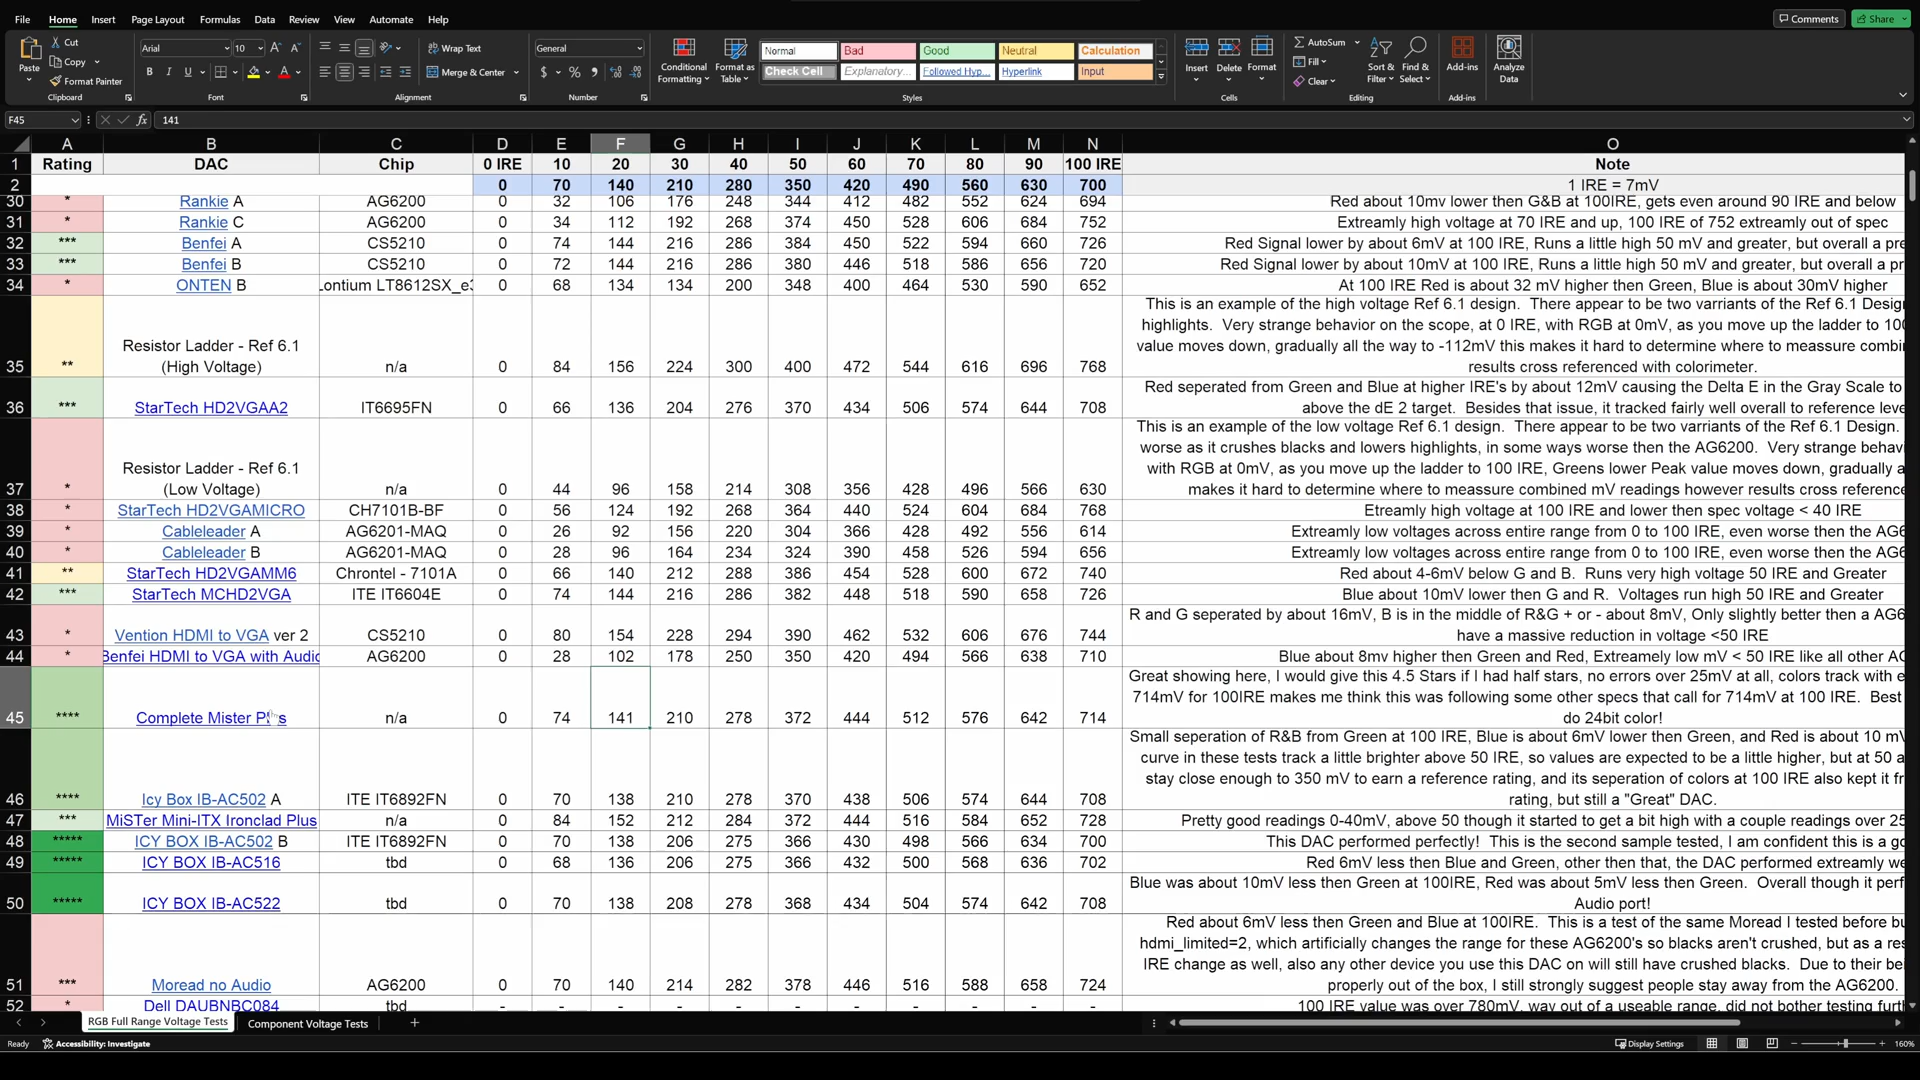 File Home Insert Page Layout Formulas Data Review View Automate Help Comments Share
Paste Cut Copy Format Painter Clipboard
Arial 10 B I U Font
Wrap Text Merge & Center Alignment
General $ % Number
Conditional Formatting Format as Table
Normal Bad Good Neutral Calculation
Check Cell Explanatory... Followed Hyp... Hyperlink Input
Styles
Insert Delete Format Cells
AutoSum Fill Clear Sort & Filter Find & Select Editing
Add-ins Add-ins
Analyze Data
F45 fx 141
A B C D E F G H I J K L M N O
1 Rating DAC Chip 0 IRE 10 20 30 40 50 60 70 80 90 100 IRE Note
2 0 70 140 210 280 350 420 490 560 630 700 1 IRE = 7mV
30 * Rankie A AG6200 0 32 106 176 248 344 412 482 552 624 694 Red about 10mv lower then G&B at 100IRE, gets even around 90 IRE and below
31 * Rankie C AG6200 0 34 112 192 268 374 450 528 606 684 752 Extreamly high voltage at 70 IRE and up, 100 IRE of 752 extreamly out of spec
32 *** Benfei A CS5210 0 74 144 216 286 384 450 522 594 660 726 Red Signal lower by about 6mV at 100 IRE, Runs a little high 50 mV and greater, but overall a pre
33 *** Benfei B CS5210 0 72 144 216 286 380 446 518 586 656 720 Red Signal lower by about 10mV at 100 IRE, Runs a little high 50 mV and greater, but overall a pr
34 * ONTEN B Lontium LT8612SX_e3 0 68 134 134 200 348 400 464 530 590 652 At 100 IRE Red is about 32 mV higher then Green, Blue is about 30mV higher
This is an example of the high voltage Ref 6.1 design. There appear to be two varriants of the Ref 6.1 Desig
highlights. Very strange behavior on the scope, at 0 IRE, with RGB at 0mV, as you move up the ladder to 100
Resistor Ladder - Ref 6.1 value moves down, gradually all the way to -112mV this makes it hard to determine where to meassure combin
35 ** (High Voltage) n/a 0 84 156 224 300 400 472 544 616 696 768 results cross referenced with colorimeter.
Red seperated from Green and Blue at higher IRE's by about 12mV causing the Delta E in the Gray Scale to
36 *** StarTech HD2VGAA2 IT6695FN 0 66 136 204 276 370 434 506 574 644 708 above the dE 2 target. Besides that issue, it tracked fairly well overall to reference leve
This is an example of the low voltage Ref 6.1 design. There appear to be two varriants of the Ref 6.1 Design.
worse as it crushes blacks and lowers highlights, in some ways worse then the AG6200. Very strange behavi
Resistor Ladder - Ref 6.1 with RGB at 0mV, as you move up the ladder to 100 IRE, Greens lower Peak value moves down, gradually a
37 * (Low Voltage) n/a 0 44 96 158 214 308 356 428 496 566 630 makes it hard to determine where to meassure combined mV readings however results cross reference
38 * StarTech HD2VGAMICRO CH7101B-BF 0 56 124 192 268 364 440 524 604 684 768 Etreamly high voltage at 100 IRE and lower then spec voltage < 40 IRE
39 * Cableleader A AG6201-MAQ 0 26 92 156 220 304 366 428 492 556 614 Extreamly low voltages across entire range from 0 to 100 IRE, even worse then the AG6
40 * Cableleader B AG6201-MAQ 0 28 96 164 234 324 390 458 526 594 656 Extreamly low voltages across entire range from 0 to 100 IRE, even worse then the AG6
41 ** StarTech HD2VGAMM6 Chrontel - 7101A 0 66 140 212 288 386 454 528 600 672 740 Red about 4-6mV below G and B. Runs very high voltage 50 IRE and Greater
42 *** StarTech MCHD2VGA ITE IT6604E 0 74 144 216 286 382 448 518 590 658 726 Blue about 10mV lower then G and R. Voltages run high 50 IRE and Greater
R and G seperated by about 16mV, B is in the middle of R&G + or - about 8mV, Only slightly better then a AG6
43 * Vention HDMI to VGA ver 2 CS5210 0 80 154 228 294 390 462 532 606 676 744 have a massive reduction in voltage <50 IRE
44 * Benfei HDMI to VGA with Audio AG6200 0 28 102 178 250 350 420 494 566 638 710 Blue about 8mv higher then Green and Red, Extreamely low mV < 50 IRE like all other AG
Great showing here, I would give this 4.5 Stars if I had half stars, no errors over 25mV at all, colors track with e
714mV for 100IRE makes me think this was following some other specs that call for 714mV at 100 IRE. Best
45 **** Complete Mister Plus n/a 0 74 141 210 278 372 444 512 576 642 714 do 24bit color!
Small seperation of R&B from Green at 100 IRE, Blue is about 6mV lower then Green, and Red is about 10 mV
curve in these tests track a little brighter above 50 IRE, so values are expected to be a little higher, but at 50 a
stay close enough to 350 mV to earn a reference rating, and its seperation of colors at 100 IRE also kept it fr
46 **** Icy Box IB-AC502 A ITE IT6892FN 0 70 138 210 278 370 438 506 574 644 708 rating, but still a "Great" DAC.
47 *** MiSTer Mini-ITX Ironclad Plus n/a 0 84 152 212 284 372 444 516 584 652 728 Pretty good readings 0-40mV, above 50 though it started to get a bit high with a couple readings over 25
48 ***** ICY BOX IB-AC502 B ITE IT6892FN 0 70 138 206 275 366 430 498 566 634 700 This DAC performed perfectly! This is the second sample tested, I am confident this is a go
49 ***** ICY BOX IB-AC516 tbd 0 68 136 206 275 366 432 500 568 636 702 Red 6mV less then Blue and Green, other then that, the DAC performed extreamly we
Blue was about 10mV less then Green at 100IRE, Red was about 5mV less then Green. Overall though it perf
50 ***** ICY BOX IB-AC522 tbd 0 70 138 208 278 368 434 504 574 642 708 Audio port!
Red about 6mV less then Green and Blue at 100IRE. This is a test of the same Moread I tested before bu
hdmi_limited=2, which artificially changes the range for these AG6200's so blacks aren't crushed, but as a res
IRE change as well, also any other device you use this DAC on will still have crushed blacks. Due to their bei
51 *** Moread no Audio AG6200 0 70 140 214 282 378 446 516 588 658 724 properly out of the box, I still strongly suggest people stay away from the AG6200.
52 * Dell DAUBNBC084 tbd - - - - - - - - - - - 100 IRE value was over 780mV, way out of a useable range, did not bother testing furth
RGB Full Range Voltage Tests Component Voltage Tests
Ready Accessibility: Investigate Display Settings 160%